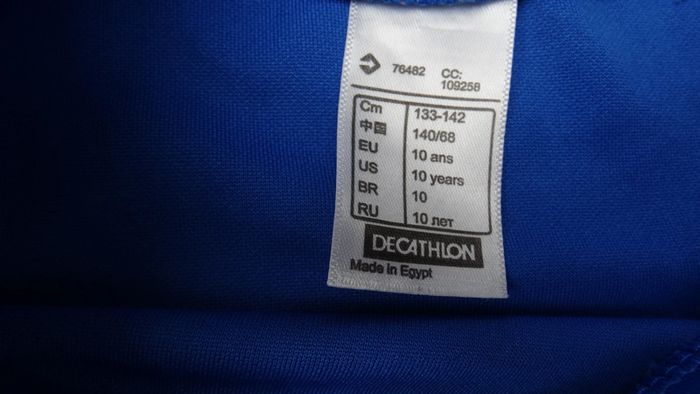 76482 CC: 109258
Cm 133-142
中国 140/68
EU 10 ans
US 10 years
BR 10
RU 10 лет
DECATHLON
Made in Egypt